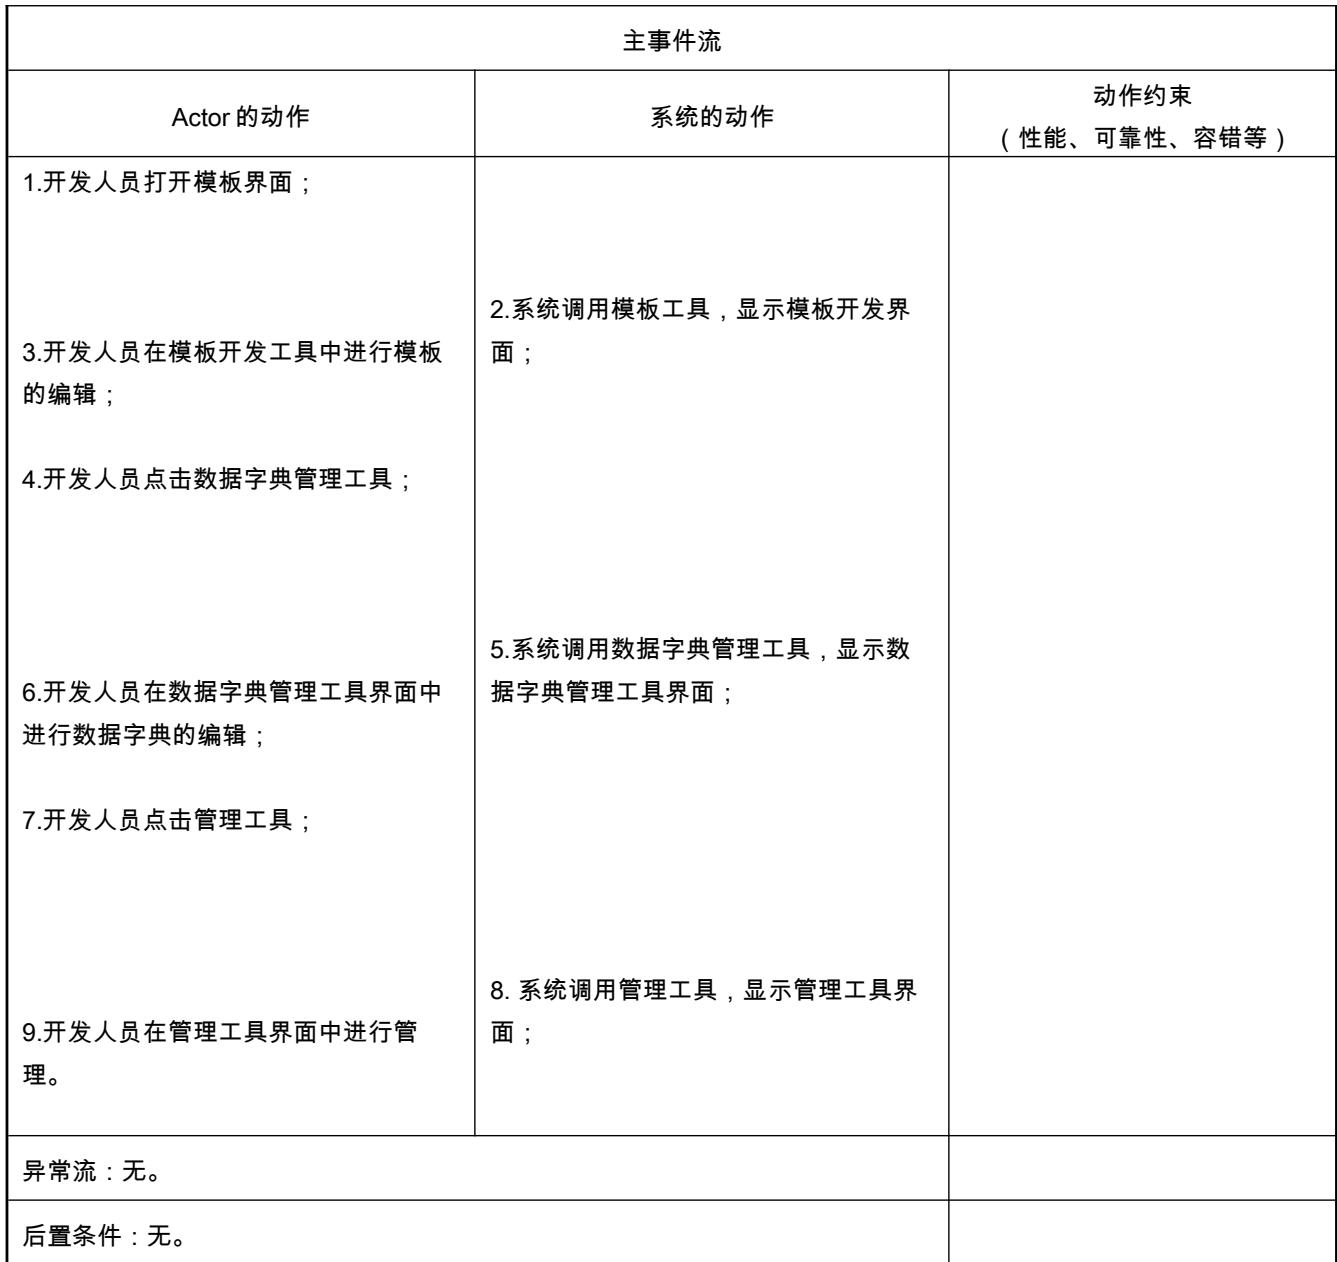 主事件流
Actor 的动作
系统的动作
动作约束
（性能、可靠性、容错等）
1.开发人员打开模板界面；
2.系统调用模板工具，显示模板开发界
面；
3.开发人员在模板开发工具中进行模板
的编辑；
4.开发人员点击数据字典管理工具；
5.系统调用数据字典管理工具，显示数
据字典管理工具界面；
6.开发人员在数据字典管理工具界面中
进行数据字典的编辑；
7.开发人员点击管理工具；
8. 系统调用管理工具，显示管理工具界
面；
9.开发人员在管理工具界面中进行管
理。
异常流：无。
后置条件：无。